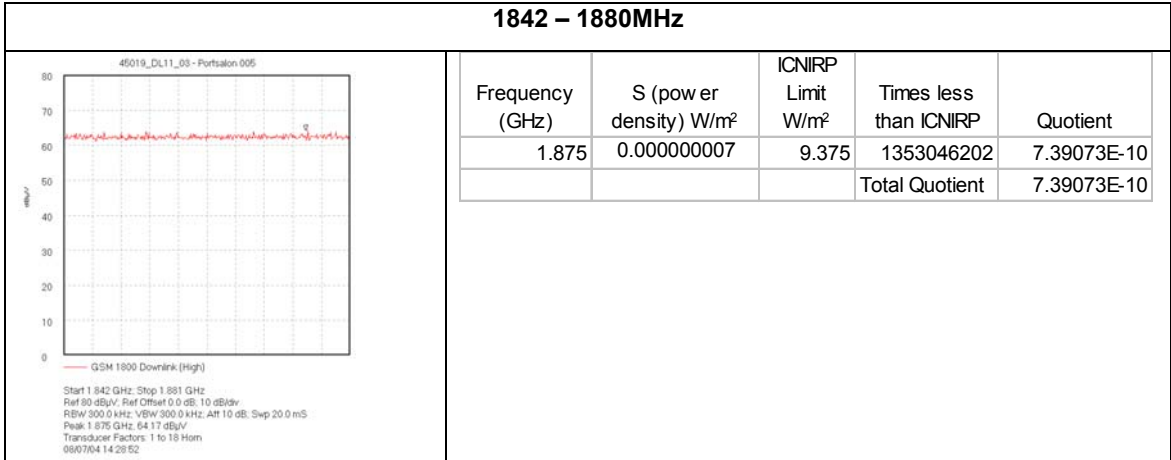 1842 – 1880MHz
45019_DL11_03 - Portsalon 005
80
70
60
50
40
30
20
10
0
dBµV
GSM 1800 Downlink (High)
Start 1.842 GHz; Stop 1.881 GHz
Ref 80 dBµV; Ref Offset 0.0 dB; 10 dB/div
RBW 300.0 kHz; VBW 300.0 kHz; Att 10 dB; Swp 20.0 mS
Peak 1.875 GHz, 64.17 dBµV
Transducer Factors: 1 to 18 Horn
08/07/04 14:28:52
Frequency (GHz) S (power density) W/m² ICNIRP Limit W/m² Times less than ICNIRP Quotient
1.875 0.000000007 9.375 1353046202 7.39073E-10
Total Quotient 7.39073E-10